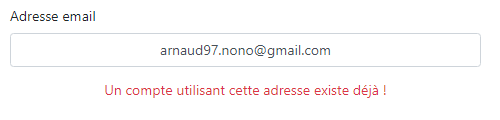 Adresse email
arnaud97.nono@gmail.com
Un compte utilisant cette adresse existe déjà !